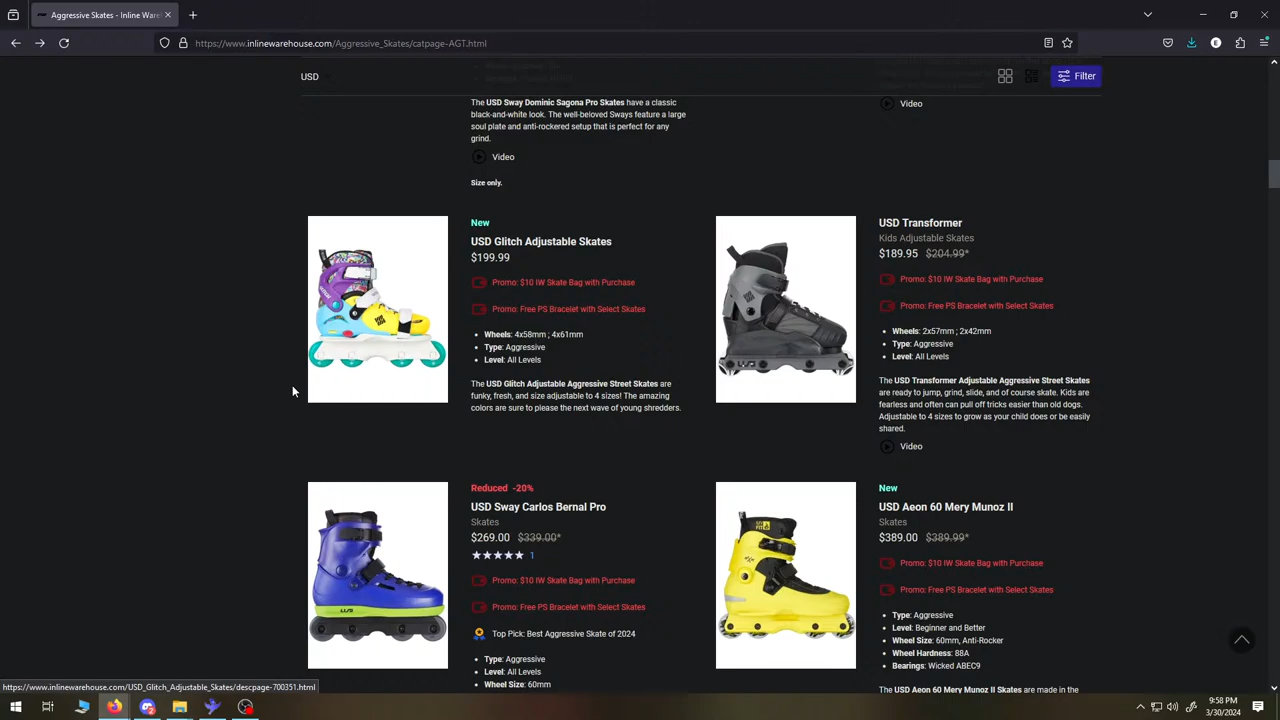 Aggressive Skates - Inline Ware
https://www.inlinewarehouse.com/Aggressive_Skates/catpage-AGT.html
USD
Filter
The USD Sway Dominic Sagona Pro Skates have a classic
black-and-white look. The well-beloved Sways feature a large
soul plate and anti-rockered setup that is perfect for any
grind.
Video
Size only.
Video
New
USD Glitch Adjustable Skates
$199.99
Promo: $10 IW Skate Bag with Purchase
Promo: Free PS Bracelet with Select Skates
Wheels: 4x58mm ; 4x61mm
Type: Aggressive
Level: All Levels
The USD Glitch Adjustable Aggressive Street Skates are
funky, fresh, and size adjustable to 4 sizes! The amazing
colors are sure to please the next wave of young shredders.
USD Transformer
Kids Adjustable Skates
$189.95 $204.99*
Promo: $10 IW Skate Bag with Purchase
Promo: Free PS Bracelet with Select Skates
Wheels: 2x57mm ; 2x42mm
Type: Aggressive
Level: All Levels
The USD Transformer Adjustable Aggressive Street Skates
are ready to jump, grind, slide, and of course skate. Kids are
fearless and often can pull off tricks easier than old dogs.
Adjustable to 4 sizes to grow as your child does or be easily
shared.
Video
Reduced -20%
USD Sway Carlos Bernal Pro
Skates
$269.00 $339.00*
1
Promo: $10 IW Skate Bag with Purchase
Promo: Free PS Bracelet with Select Skates
Top Pick: Best Aggressive Skate of 2024
Type: Aggressive
Level: All Levels
Wheel Size: 60mm
New
USD Aeon 60 Mery Munoz II
Skates
$389.00 $389.99*
Promo: $10 IW Skate Bag with Purchase
Promo: Free PS Bracelet with Select Skates
Type: Aggressive
Level: Beginner and Better
Wheel Size: 60mm, Anti-Rocker
Wheel Hardness: 88A
Bearings: Wicked ABEC9
The USD Aeon 60 Mery Munoz II Skates are made in the
https://www.inlinewarehouse.com/USD_Glitch_Adjustable_Skates/descpage-700351.html
9:58 PM
3/30/2024